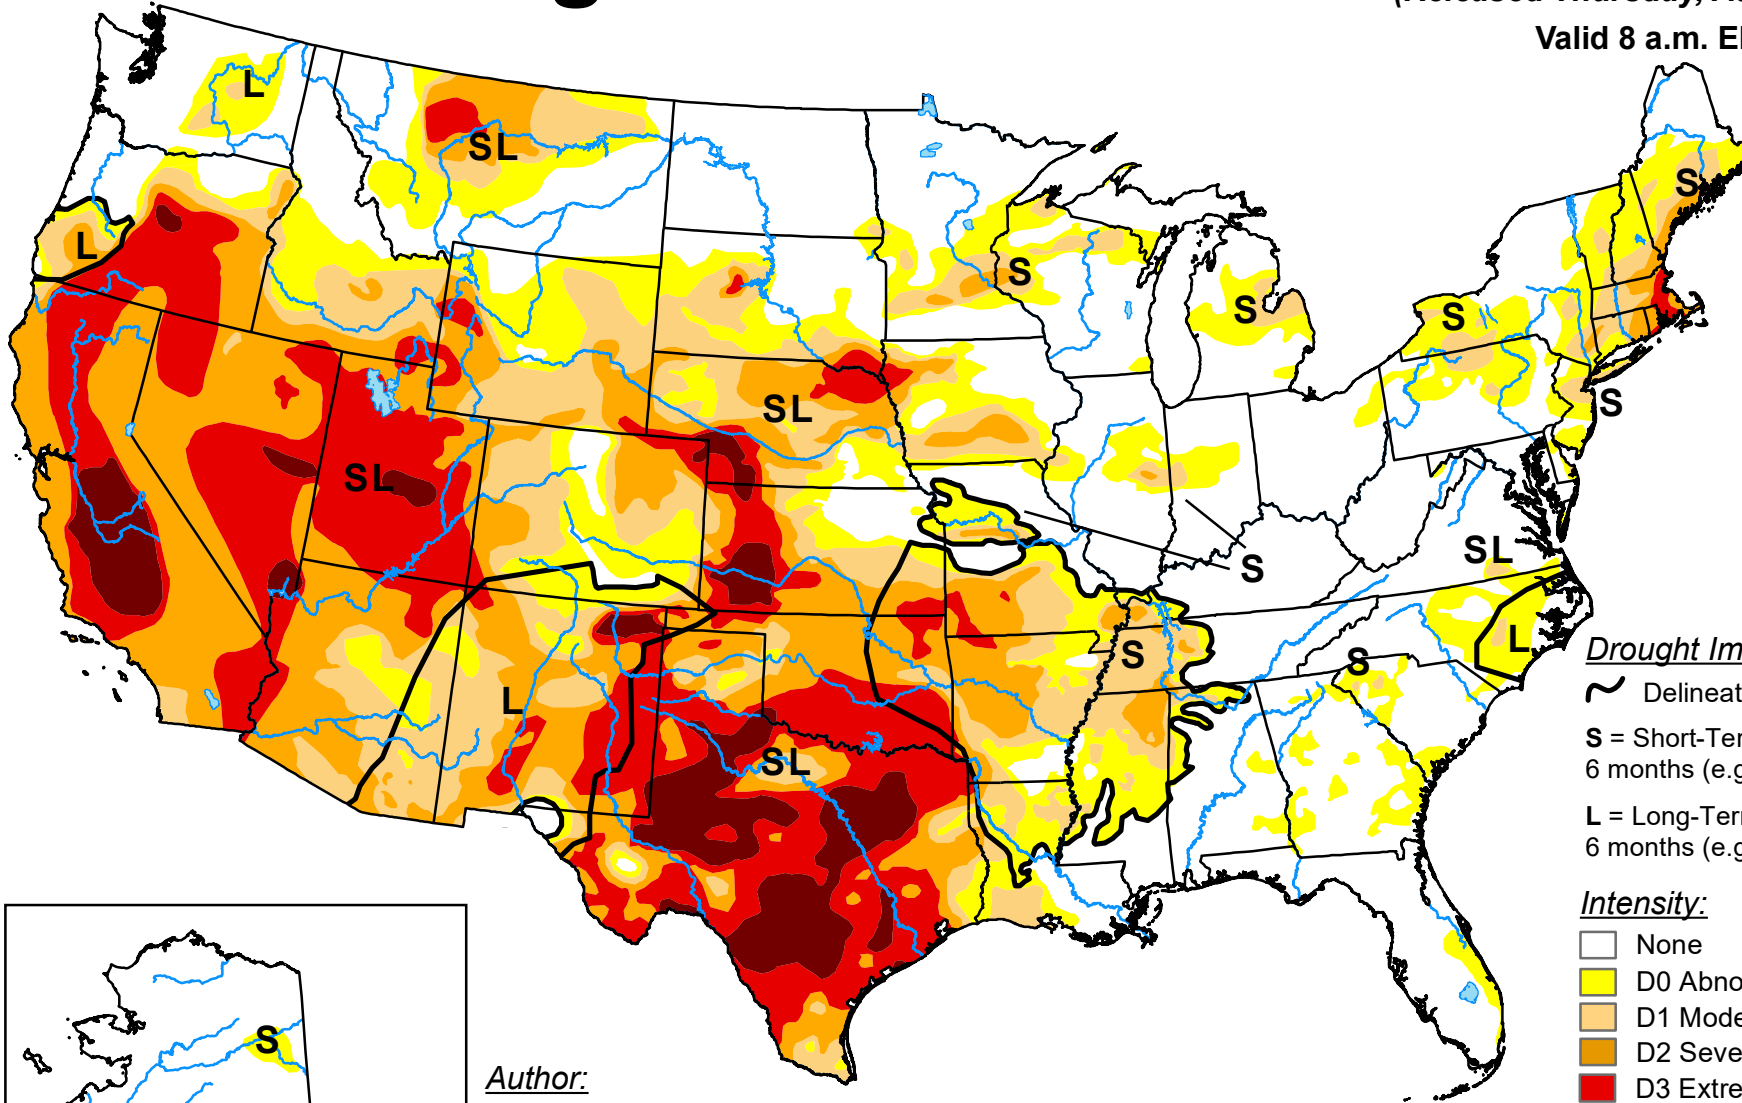 Valid 8 a.m. E
L
SL
S
L
S
S
S
SL
S
SL
SL
S
L
S
S
L
SL
S
Drought Im
Delineat
S = Short-Ter
6 months (e.g
L = Long-Terr
6 months (e.g
Intensity:
None
D0 Abno
D1 Mode
D2 Seve
D3 Extre
Author: